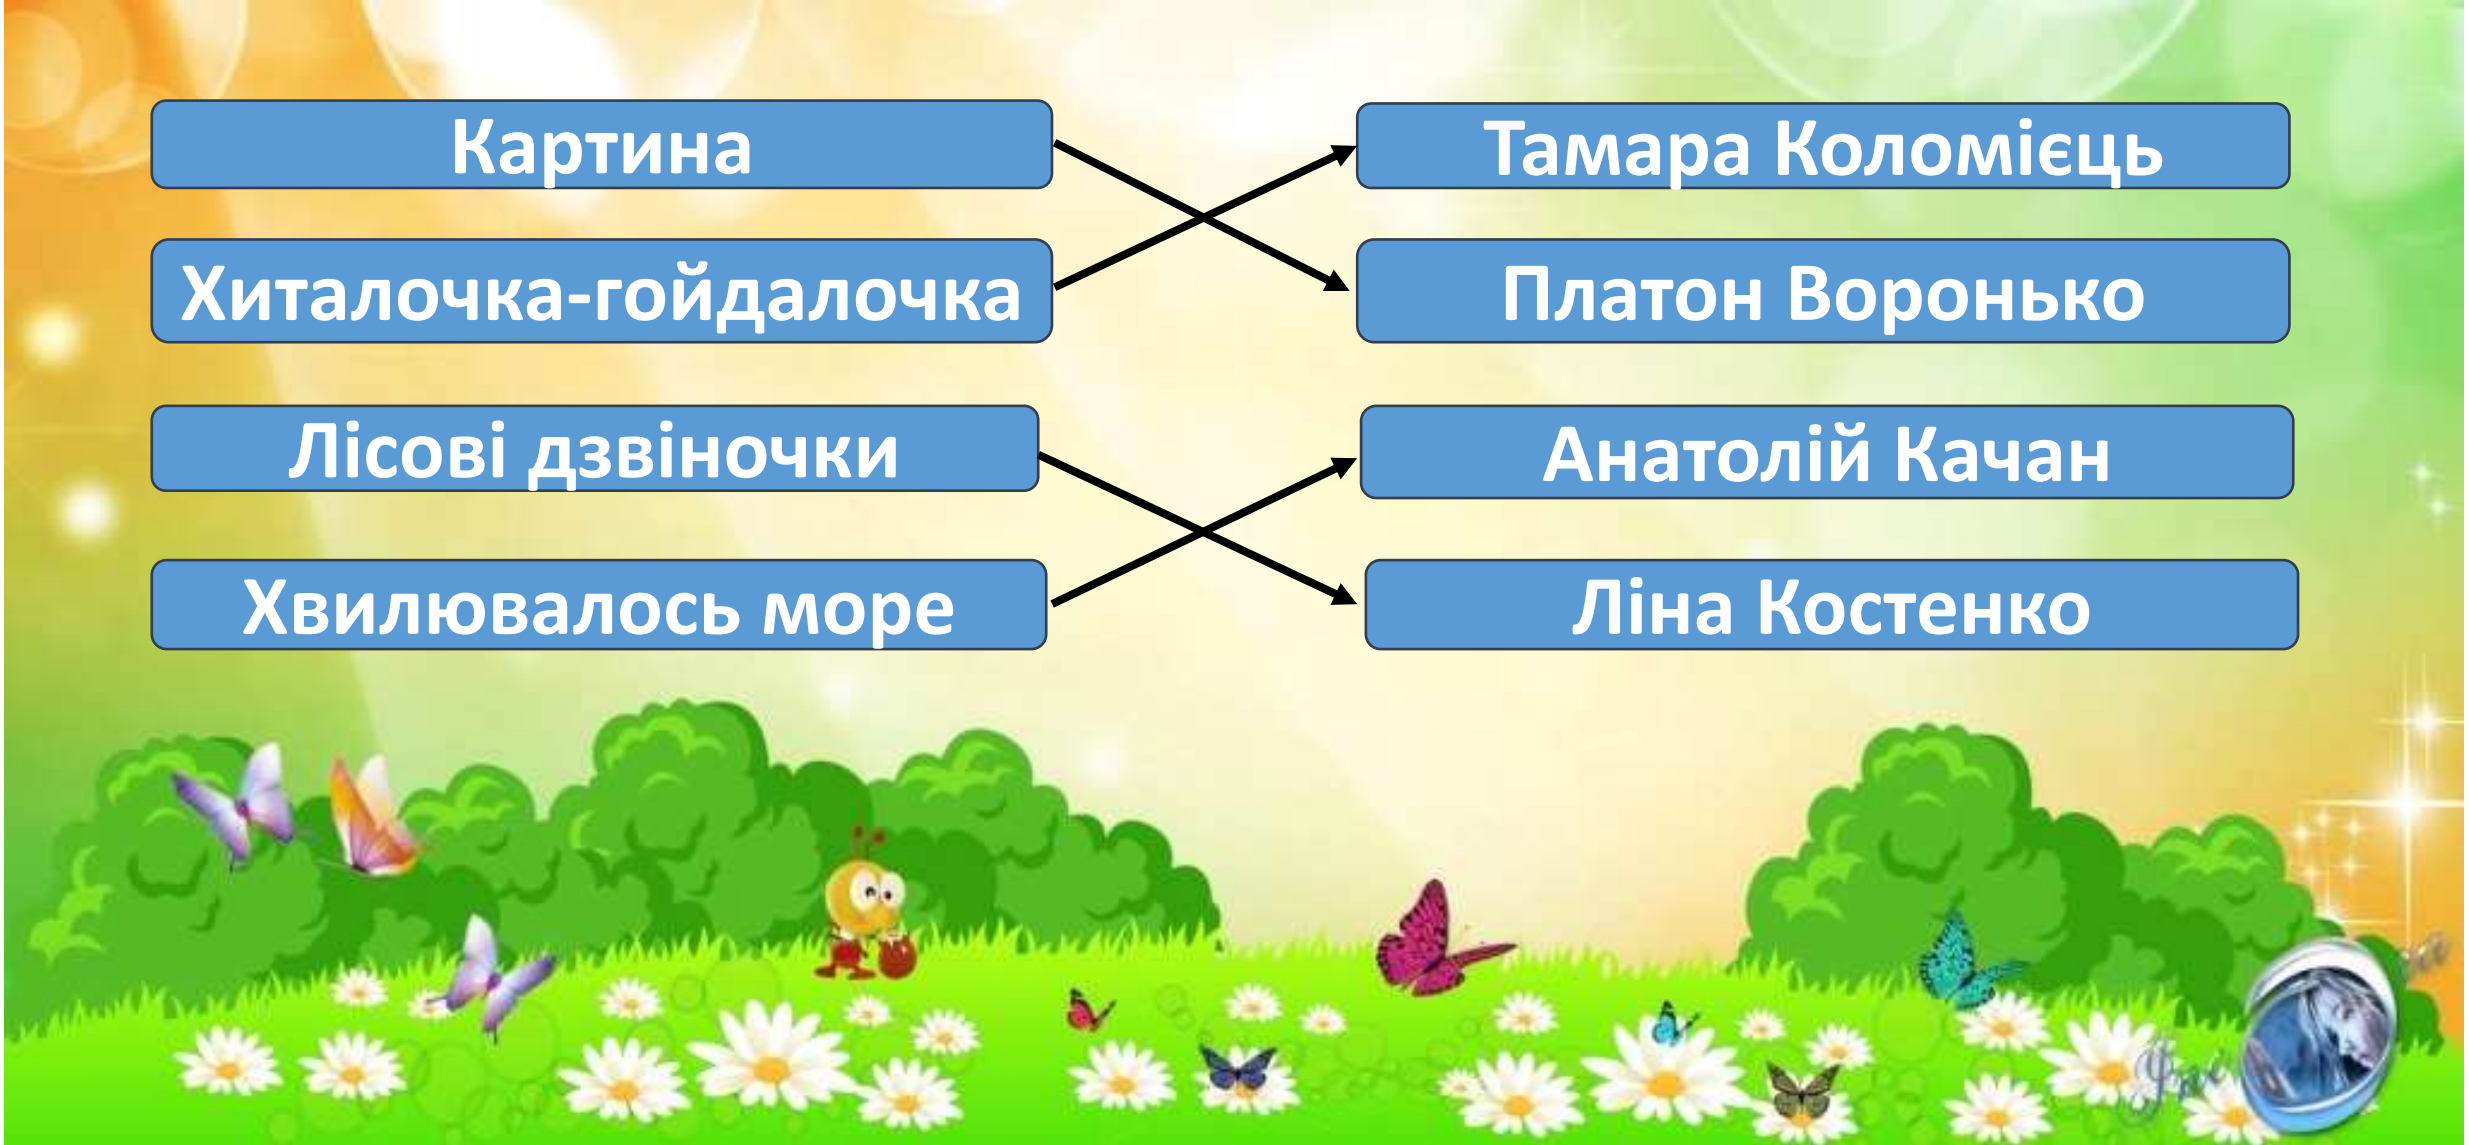 Картина
Тамара Коломієць
Хиталочка-гойдалочка
Платон Воронько
Лісові дзвіночки
Анатолій Качан
Хвилювалось море
Ліна Костенко